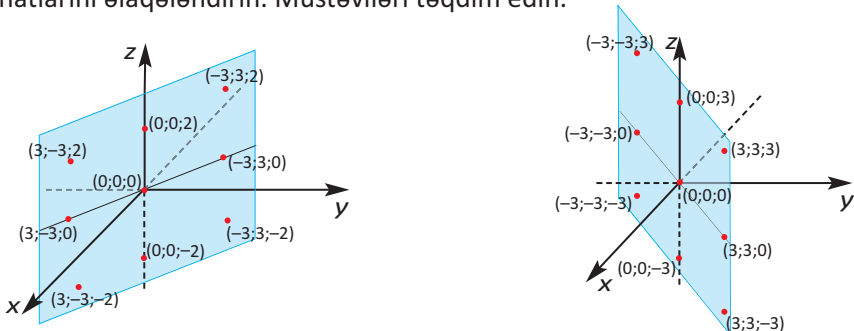 əlaqələndirin. Müstəviləri təqdim edin.
z
(–3;3;2)
(0;0;2)
(3;–3;2)
(–3;3;0)
(0;0;0)
y
(3;–3;0)
(–3;3;–2)
(0;0;–2)
x
(3;–3;–2)
(–3;–3;3)
z
(0;0;3)
(–3;–3;0)
(3;3;3)
(0;0;0)
y
(–3;–3;–3)
(3;3;0)
(0;0;–3)
x
(3;3;–3)